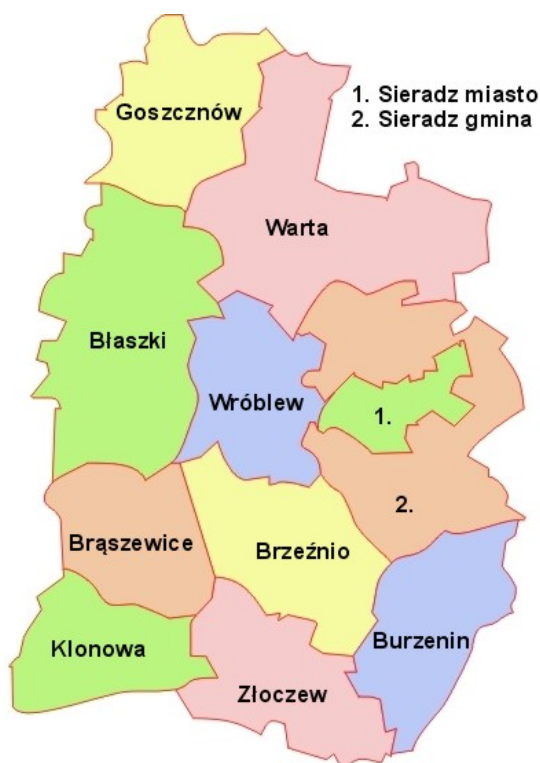 Goszcznów
1. Sieradz miasto
2. Sieradz gmina
Warta
Błaszki
Wróblew
1.
2.
Brąszewice
Brzeźnio
Klonowa
Burzenin
Złoczew